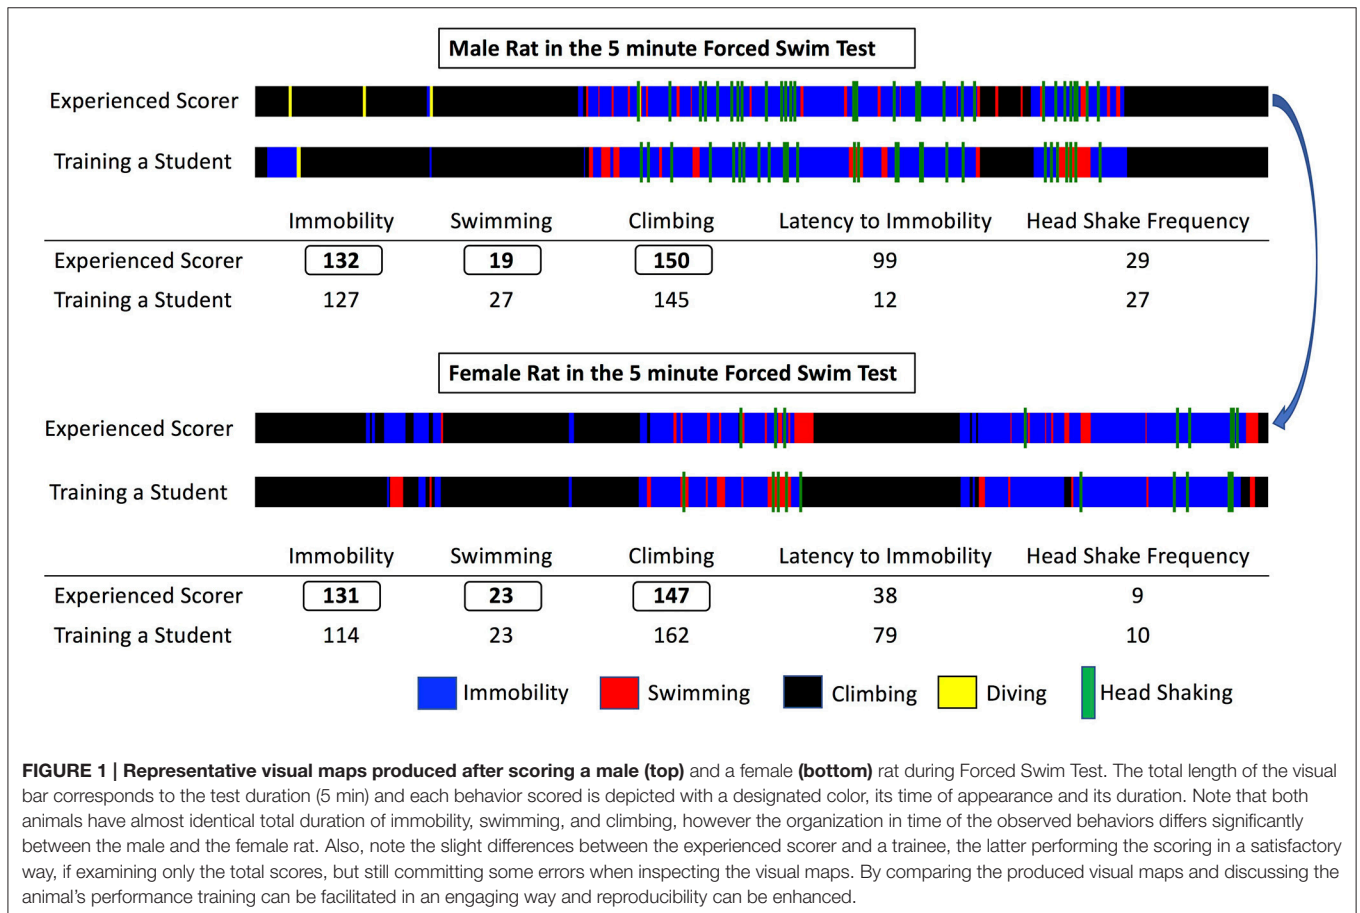 Male Rat in the 5 minute Forced Swim Test
Experienced Scorer
Training a Student
Immobility Swimming Climbing Latency to Immobility Head Shake Frequency
Experienced Scorer 132 19 150 99 29
Training a Student 127 27 145 12 27
Female Rat in the 5 minute Forced Swim Test
Experienced Scorer
Training a Student
Immobility Swimming Climbing Latency to Immobility Head Shake Frequency
Experienced Scorer 131 23 147 38 9
Training a Student 114 23 162 79 10
Immobility Swimming Climbing Diving Head Shaking
FIGURE 1 | Representative visual maps produced after scoring a male (top) and a female (bottom) rat during Forced Swim Test. The total length of the visual
bar corresponds to the test duration (5 min) and each behavior scored is depicted with a designated color, its time of appearance and its duration. Note that both
animals have almost identical total duration of immobility, swimming, and climbing, however the organization in time of the observed behaviors differs significantly
between the male and the female rat. Also, note the slight differences between the experienced scorer and a trainee, the latter performing the scoring in a satisfactory
way, if examining only the total scores, but still committing some errors when inspecting the visual maps. By comparing the produced visual maps and discussing the
animal's performance training can be facilitated in an engaging way and reproducibility can be enhanced.